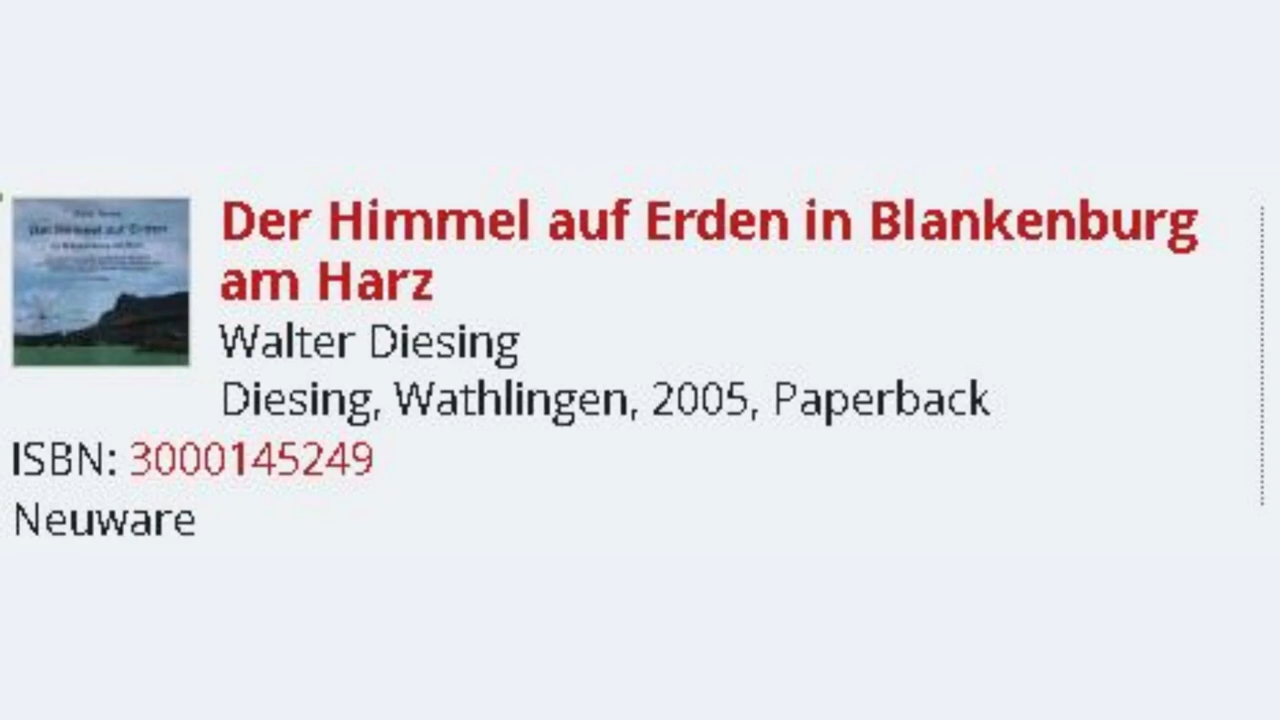 Der Himmel auf Erden in Blankenburg
am Harz
Walter Diesing
Diesing, Wathlingen, 2005, Paperback
ISBN: 3000145249
Neuware